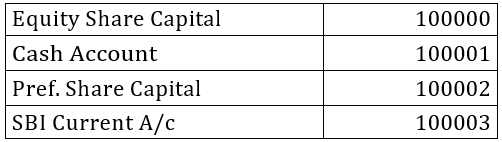 Equity Share Capital 100000
Cash Account 100001
Pref. Share Capital 100002
SBI Current A/c 100003